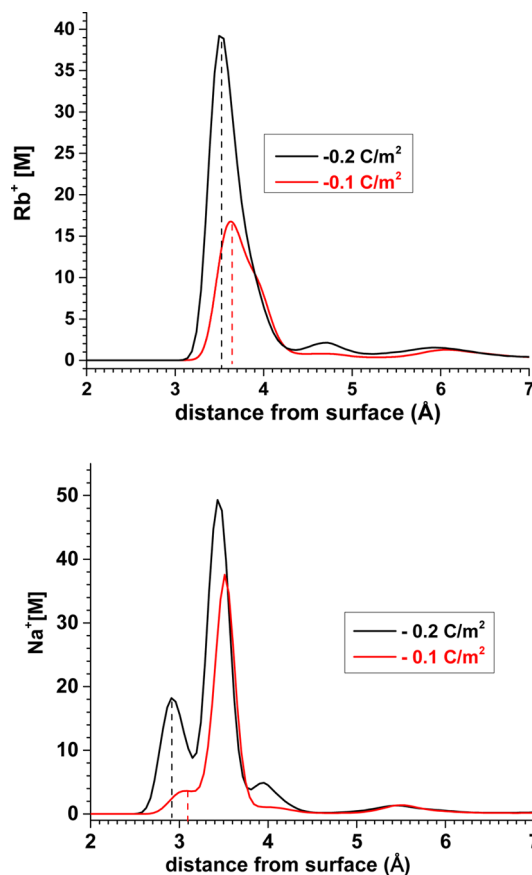 40
35
30
25
20
15
10
5
0
Rb⁺ [M]
-0.2 C/m²
-0.1 C/m²
2 3 4 5 6 7
distance from surface (Å)
50
40
30
20
10
0
Na⁺[M]
- 0.2 C/m²
- 0.1 C/m²
2 3 4 5 6 7
distance from surface (Å)